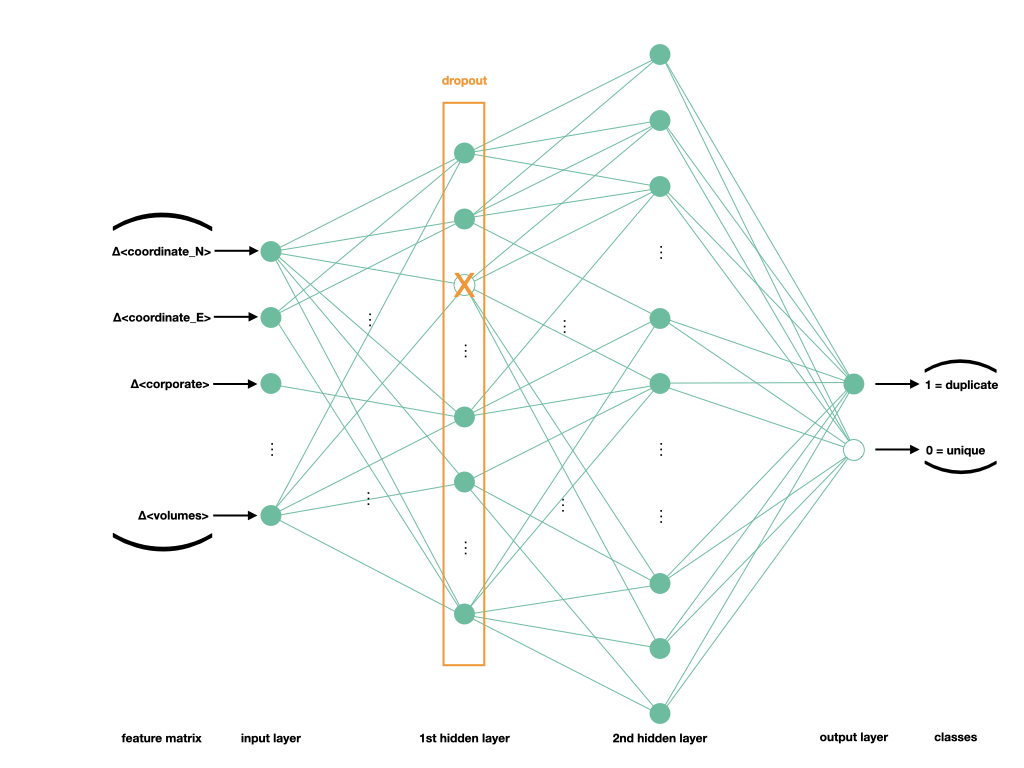 dropout
Δ<coordinate_N>
Δ<coordinate_E>
X
Δ<corporate>
1 = duplicate
0 = unique
Δ<volumes>
feature matrix
input layer
1st hidden layer
2nd hidden layer
output layer
classes